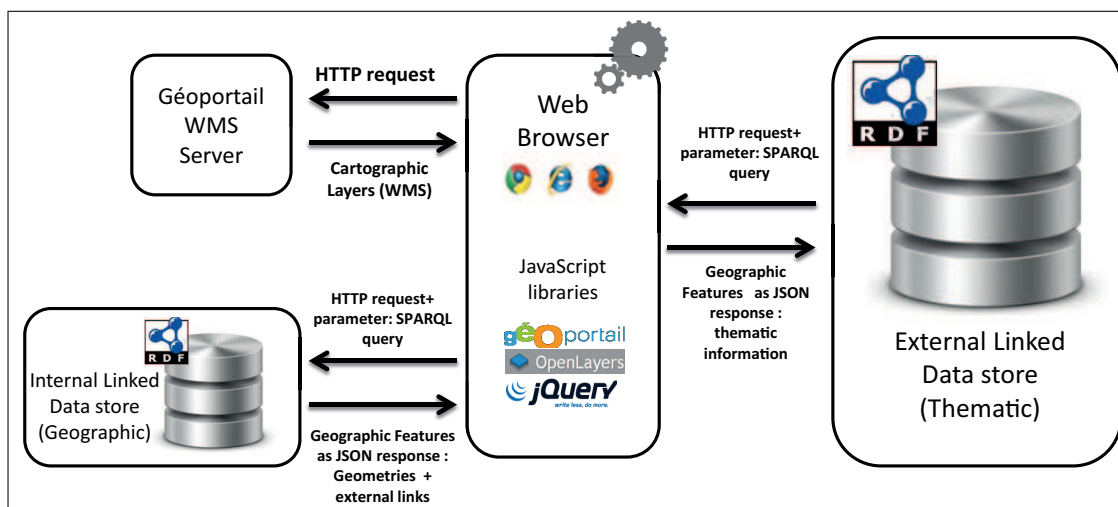 Géoportail
WMS
Server
HTTP request
Cartographic
Layers (WMS)
Web
Browser
JavaScript
libraries
géOportail
OpenLayers
jQuery
write less, do more.
HTTP request+
parameter: SPARQL
query
RDF
Internal Linked
Data store
(Geographic)
Geographic Features
as JSON response :
Geometries +
external links
HTTP request+
parameter: SPARQL
query
Geographic
Features as JSON
response :
thematic
information
RDF
External Linked
Data store
(Thematic)